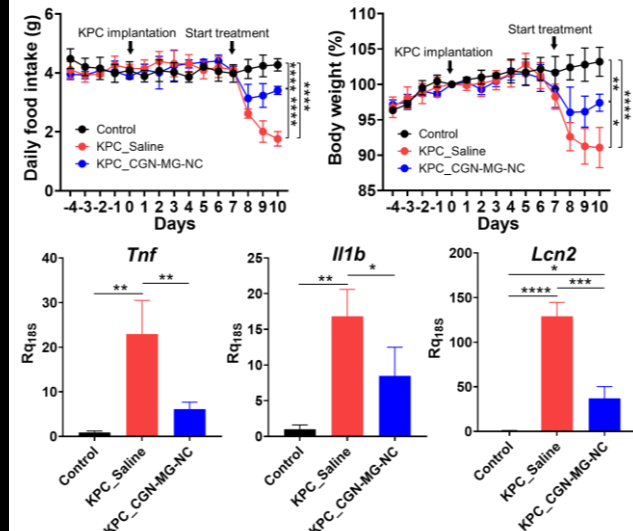 KPC implantation Start treatment
Daily food intake (g)
6
4
2
0
Control
KPC_Saline
KPC_CGN-MG-NC
**** ****
****
-4 -3 -2 -1 0 1 2 3 4 5 6 7 8 9 10
Days
Start treatment
KPC implantation
Body weight (%)
110
105
100
95
90
85
Control
KPC_Saline
KPC_CGN-MG-NC
** **
****
-4 -3 -2 -1 0 1 2 3 4 5 6 7 8 9 10
Days
Tnf
Rq18S
40
30
20
10
0
** **
Control
KPC_Saline
KPC_CGN-MG-NC
Il1b
Rq18S
25
20
15
10
5
0
** *
Control
KPC_Saline
KPC_CGN-MG-NC
Lcn2
Rq18S
200
150
100
50
0
*
**** ***
Control
KPC_Saline
KPC_CGN-MG-NC